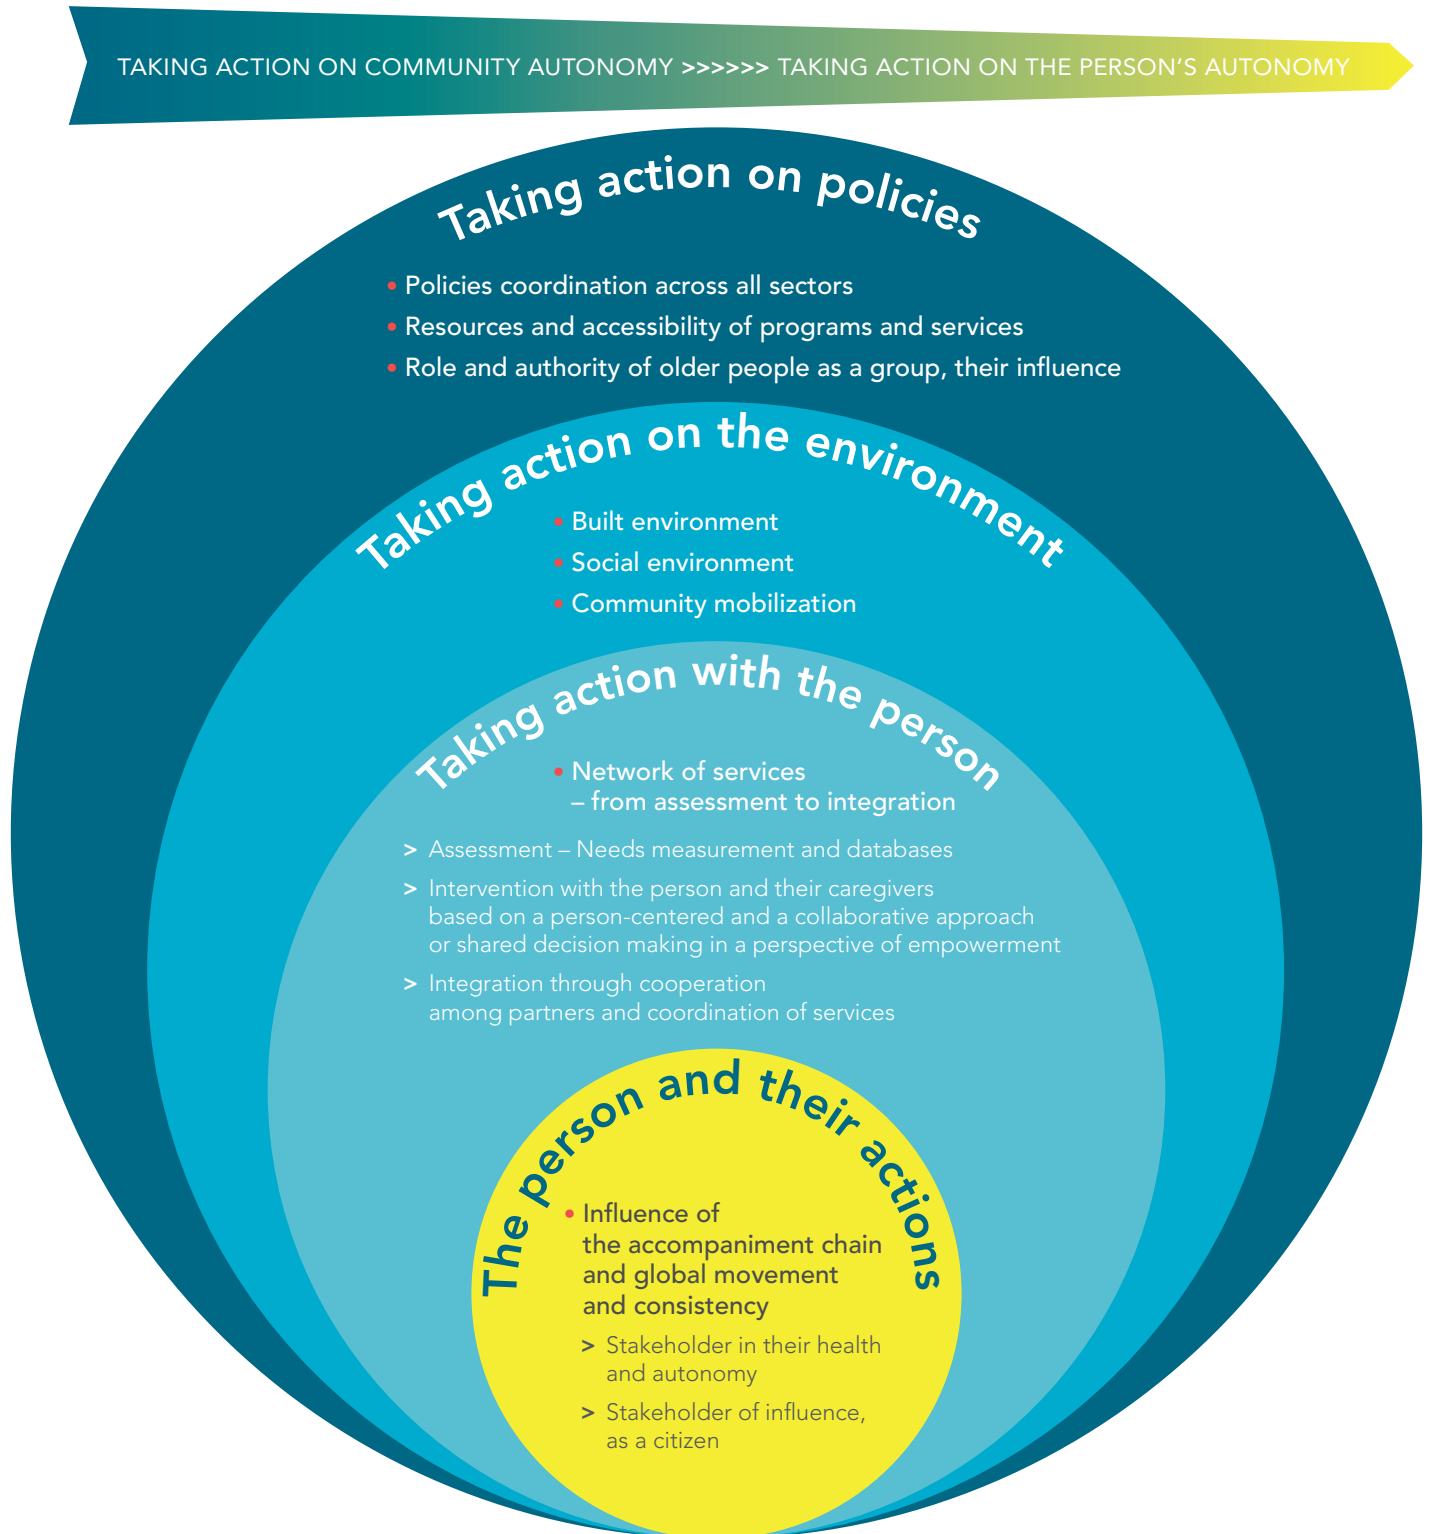 TAKING ACTION ON COMMUNITY AUTONOMY >>>>>> TAKING ACTION ON THE PERSON’S AUTONOMY
Taking action on policies
• Policies coordination across all sectors
• Resources and accessibility of programs and services
• Role and authority of older people as a group, their influence
Taking action on the environment
• Built environment
• Social environment
• Community mobilization
Taking action with the person
• Network of services
– from assessment to integration
> Assessment – Needs measurement and databases
> Intervention with the person and their caregivers
based on a person-centered and a collaborative approach
or shared decision making in a perspective of empowerment
> Integration through cooperation
among partners and coordination of services
The person and their actions
• Influence of
the accompaniment chain
and global movement
and consistency
> Stakeholder in their health
and autonomy
> Stakeholder of influence,
as a citizen